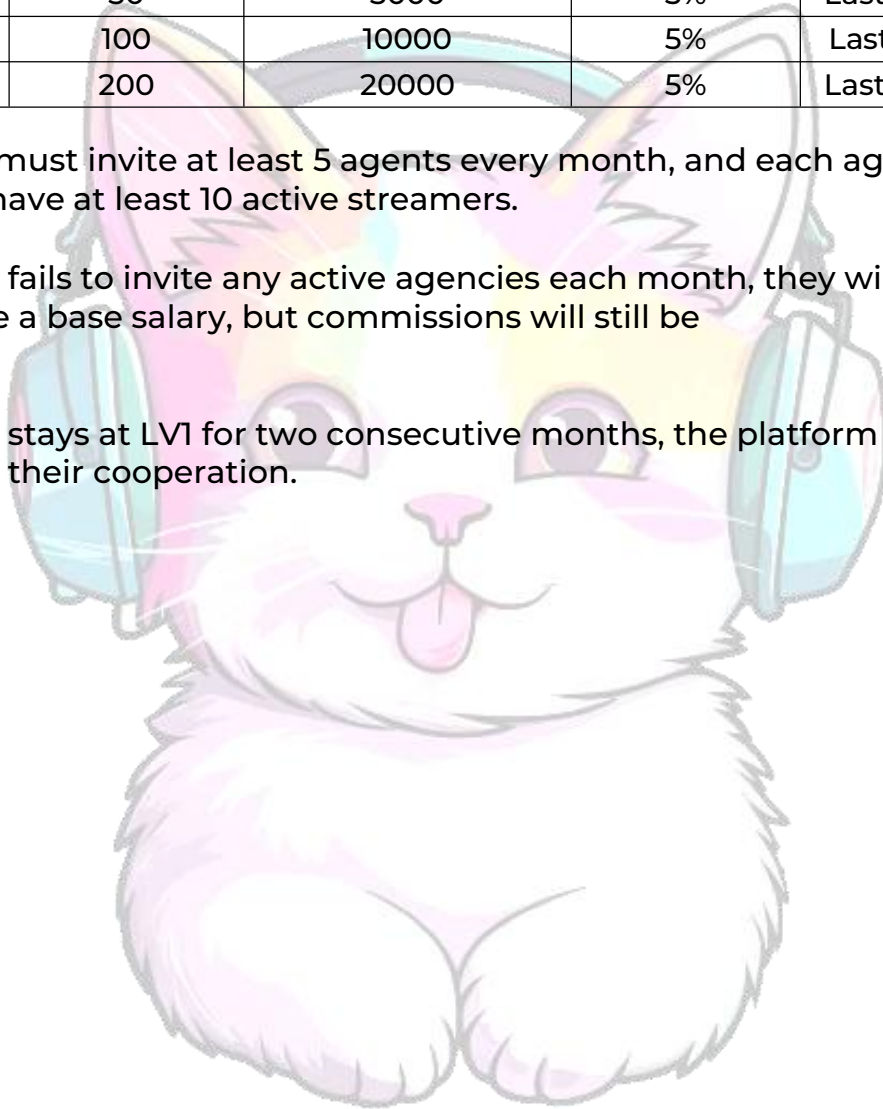 100 10000 5% Last
200 20000 5% Last
must invite at least 5 agents every month, and each ag
have at least 10 active streamers.
fails to invite any active agencies each month, they wi
e a base salary, but commissions will still be
stays at LV1 for two consecutive months, the platform
their cooperation.